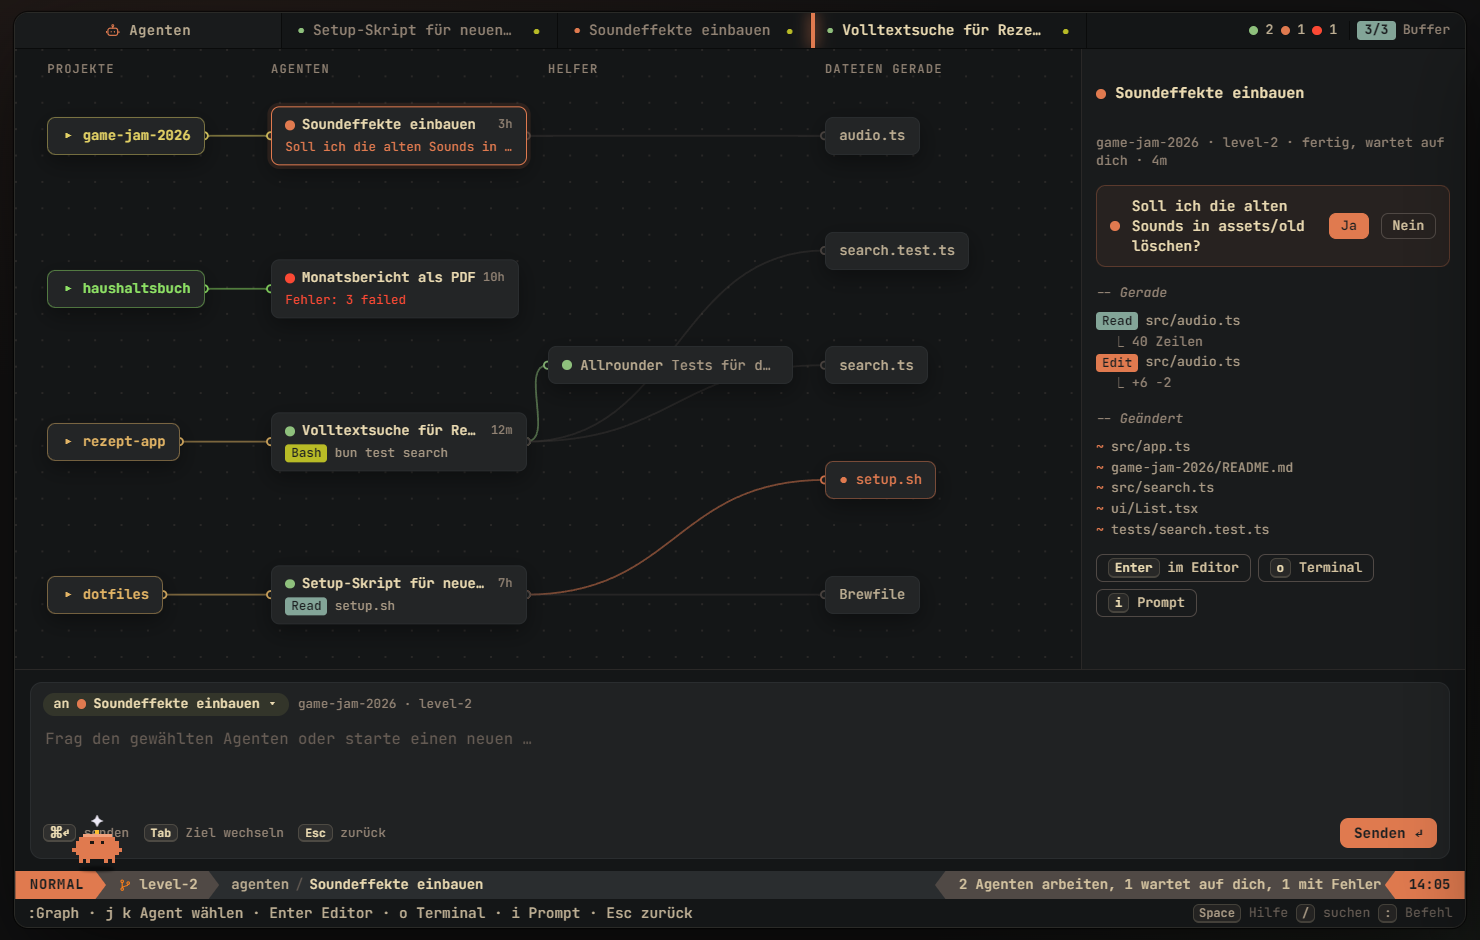 Agenten
Setup-Skript für neuen…
Soundeffekte einbauen
Volltextsuche für Reze…
2 1 1
3/3 Buffer
PROJEKTE AGENTEN HELFER DATEIEN GERADE
game-jam-2026
Soundeffekte einbauen 3h
Soll ich die alten Sounds in …
audio.ts
search.test.ts
haushaltsbuch
Monatsbericht als PDF 10h
Fehler: 3 failed
Allrounder Tests für d…
search.ts
rezept-app
Volltextsuche für Re… 12m
Bash bun test search
setup.sh
dotfiles
Setup-Skript für neue… 7h
Read setup.sh
Brewfile
Soundeffekte einbauen
game-jam-2026 · level-2 · fertig, wartet auf
dich · 4m
Soll ich die alten
Sounds in assets/old
löschen?
Ja Nein
-- Gerade
Read src/audio.ts
40 Zeilen
Edit src/audio.ts
+6 -2
-- Geändert
~ src/app.ts
~ game-jam-2026/README.md
~ src/search.ts
~ ui/List.tsx
~ tests/search.test.ts
Enter im Editor
o Terminal
i Prompt
an Soundeffekte einbauen game-jam-2026 · level-2
Frag den gewählten Agenten oder starte einen neuen …
⌘↵ senden Tab Ziel wechseln Esc zurück
Senden ↵
NORMAL level-2 agenten / Soundeffekte einbauen
2 Agenten arbeiten, 1 wartet auf dich, 1 mit Fehler 14:05
:Graph · j k Agent wählen · Enter Editor · o Terminal · i Prompt · Esc zurück
Space Hilfe / suchen : Befehl